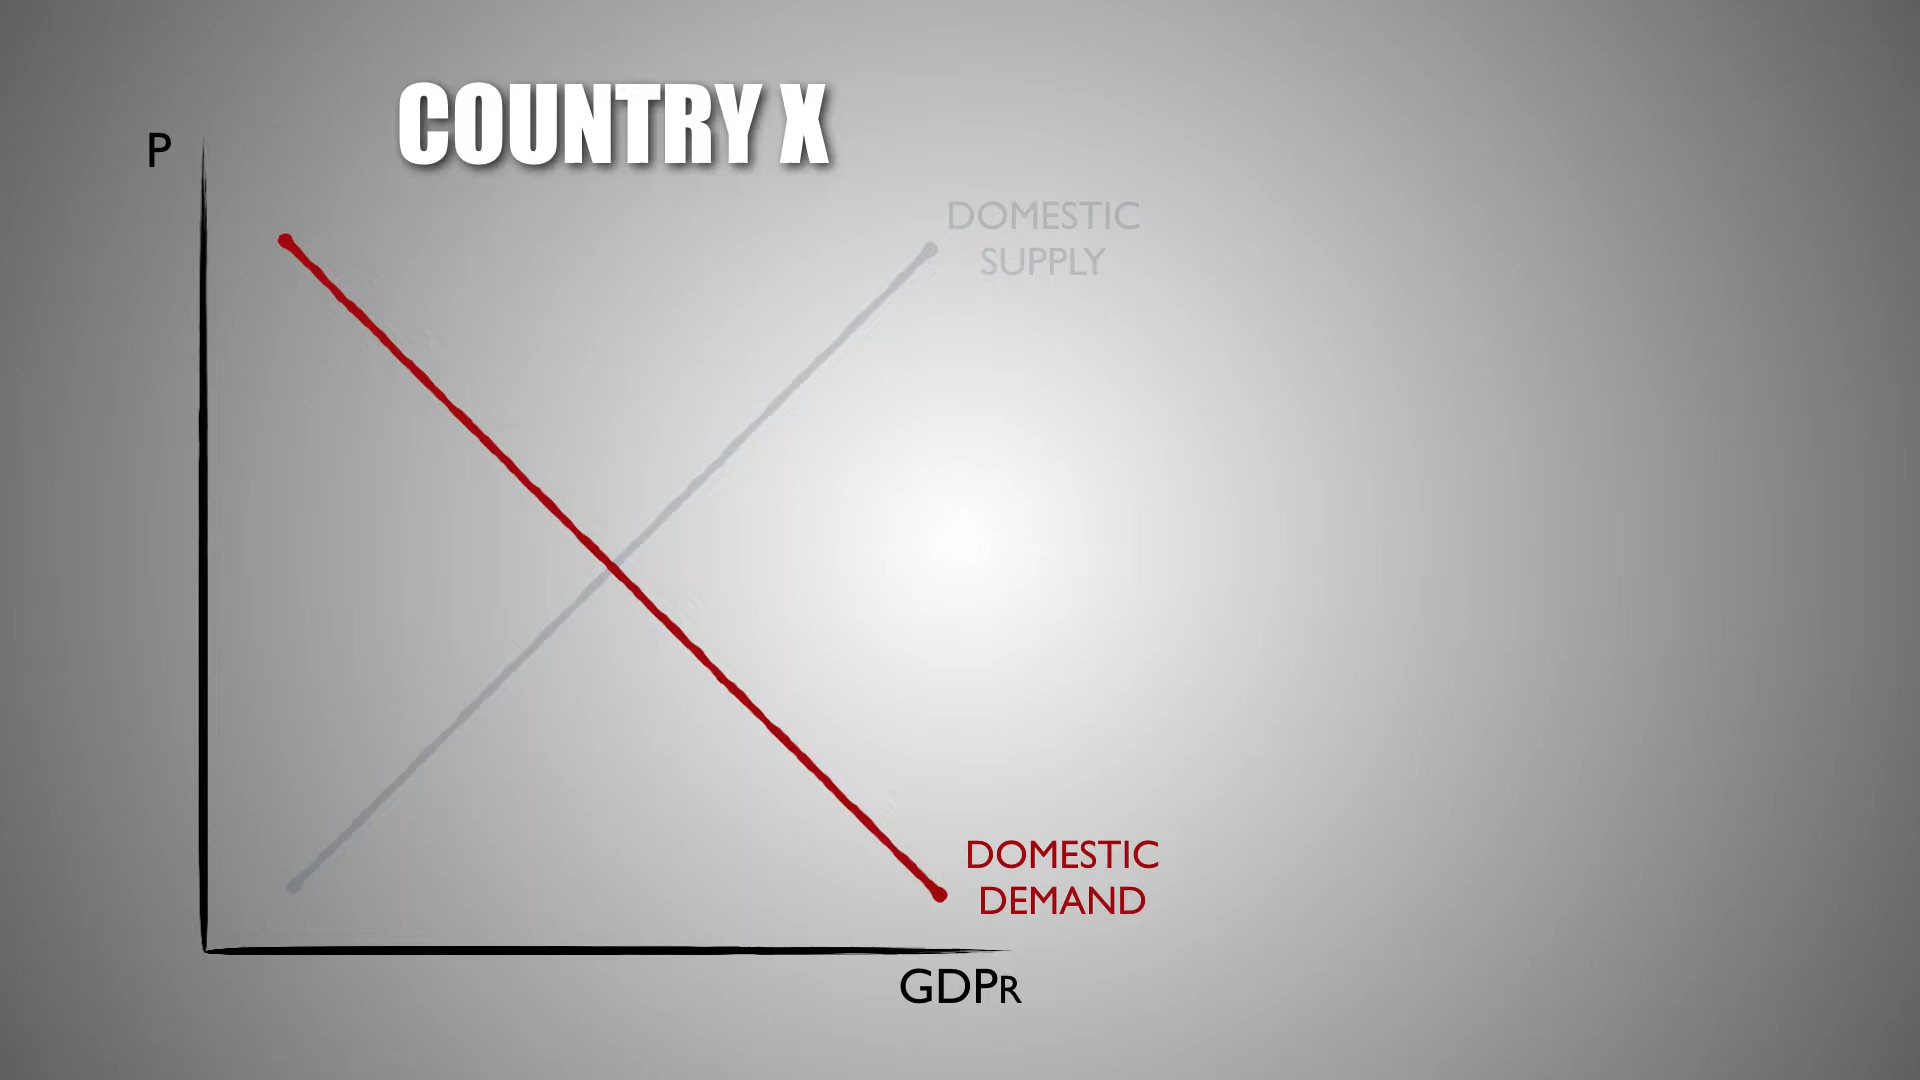 COUNTRY X
P
DOMESTIC
SUPPLY
DOMESTIC
DEMAND
GDPR